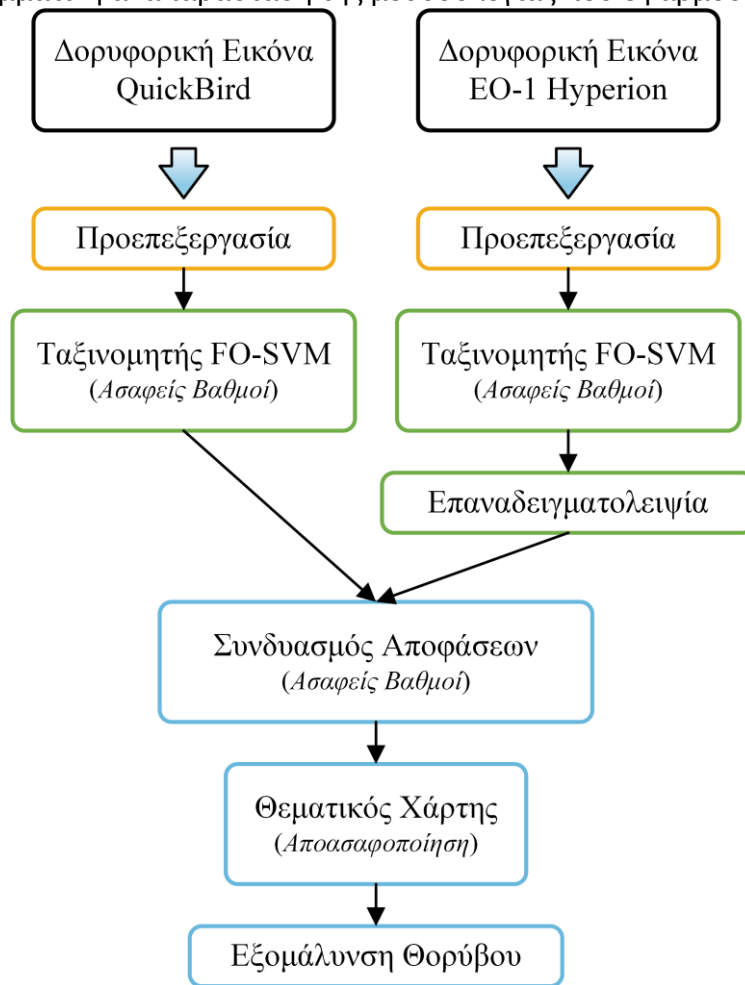 Δορυφορική Εικόνα
QuickBird
Δορυφορική Εικόνα
EO-1 Hyperion
Προεπεξεργασία
Προεπεξεργασία
Ταξινομητής FO-SVM
(Ασαφείς Βαθμοί)
Ταξινομητής FO-SVM
(Ασαφείς Βαθμοί)
Επαναδειγματολειψία
Συνδυασμός Αποφάσεων
(Ασαφείς Βαθμοί)
Θεματικός Χάρτης
(Αποασαφοποίηση)
Εξομάλυνση Θορύβου